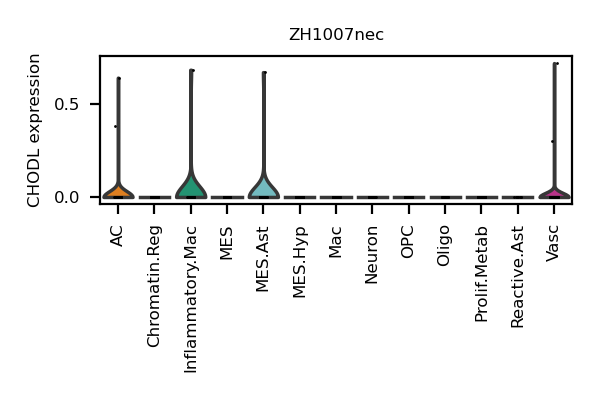 ZH1007nec
CHODL expression
0.5
0.0
AC
Chromatin.Reg
Inflammatory.Mac
MES
MES.Ast
MES.Hyp
Mac
Neuron
OPC
Oligo
Prolif.Metab
Reactive.Ast
Vasc